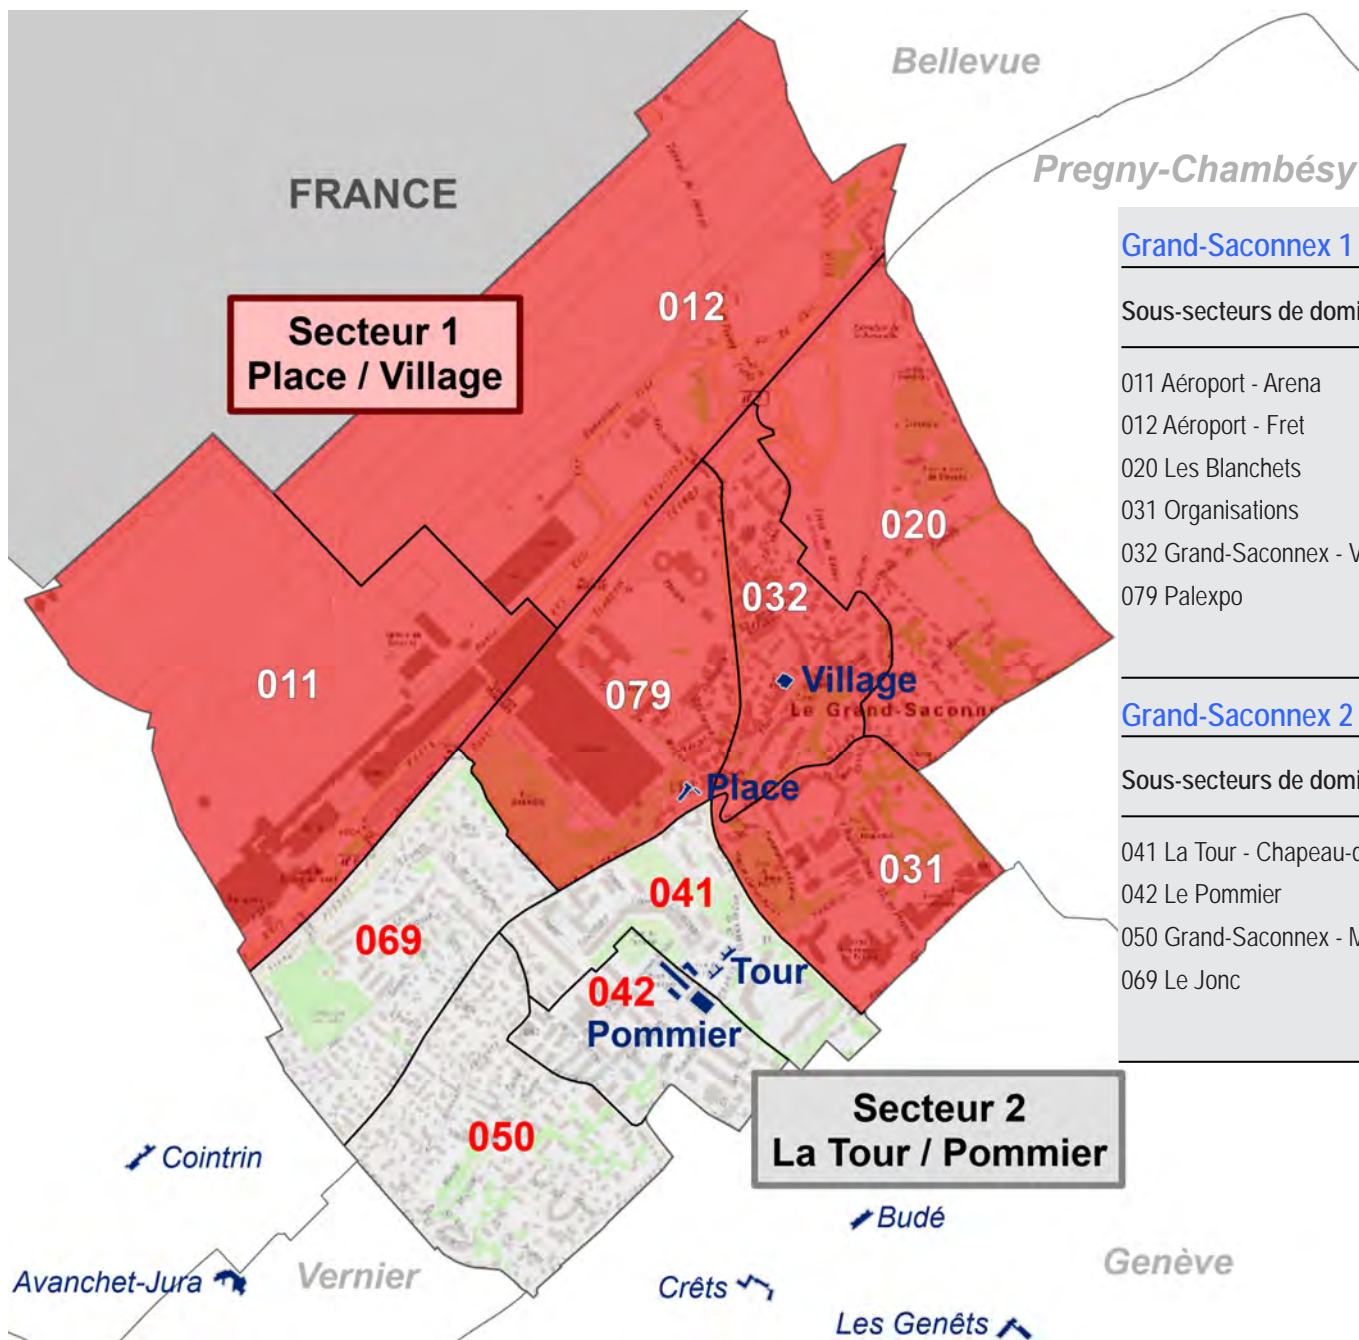 Bellevue
Pregny-Chambésy
FRANCE
Secteur 1
Place / Village
012
020
032
011
079
Village
Le Grand-Saconn
Place
031
041
069
042
Tour
Pommier
050
Secteur 2
La Tour / Pommier
Cointrin
Budé
Avanchet-Jura
Vernier
Crêts
Genève
Les Genêts
Grand-Saconnex 1
Sous-secteurs de domi
011 Aéroport - Arena
012 Aéroport - Fret
020 Les Blanchets
031 Organisations
032 Grand-Saconnex - V
079 Palexpo
Grand-Saconnex 2
Sous-secteurs de domi
041 La Tour - Chapeau-d
042 Le Pommier
050 Grand-Saconnex - M
069 Le Jonc